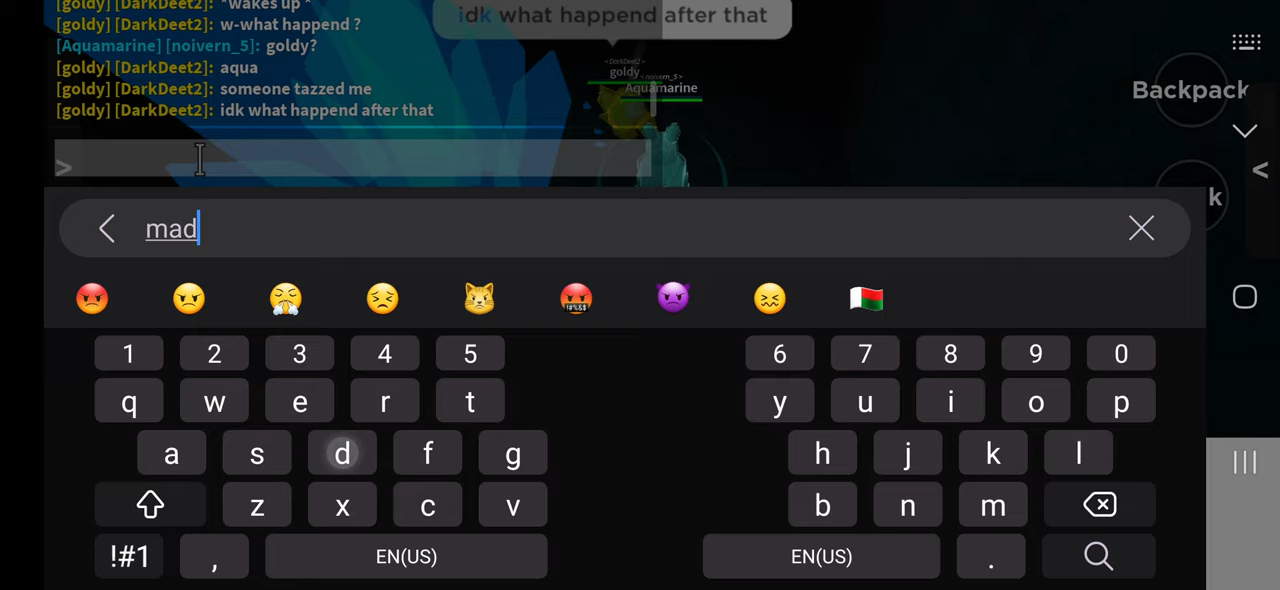 [goldy] [DarkDeet2]: *wakes up *
[goldy] [DarkDeet2]: w-what happend ?
[Aquamarine] [noivern_5]: goldy?
[goldy] [DarkDeet2]: aqua
[goldy] [DarkDeet2]: someone tazzed me
[goldy] [DarkDeet2]: idk what happend after that
idk what happend after that
<DarkDeet2>
goldy
<noivern_5>
Aquamarine
Backpack
<
k
>
mad
1 2 3 4 5 6 7 8 9 0
q w e r t y u i o p
a s d f g h j k l
z x c v b n m
!#1 , EN(US) EN(US) .